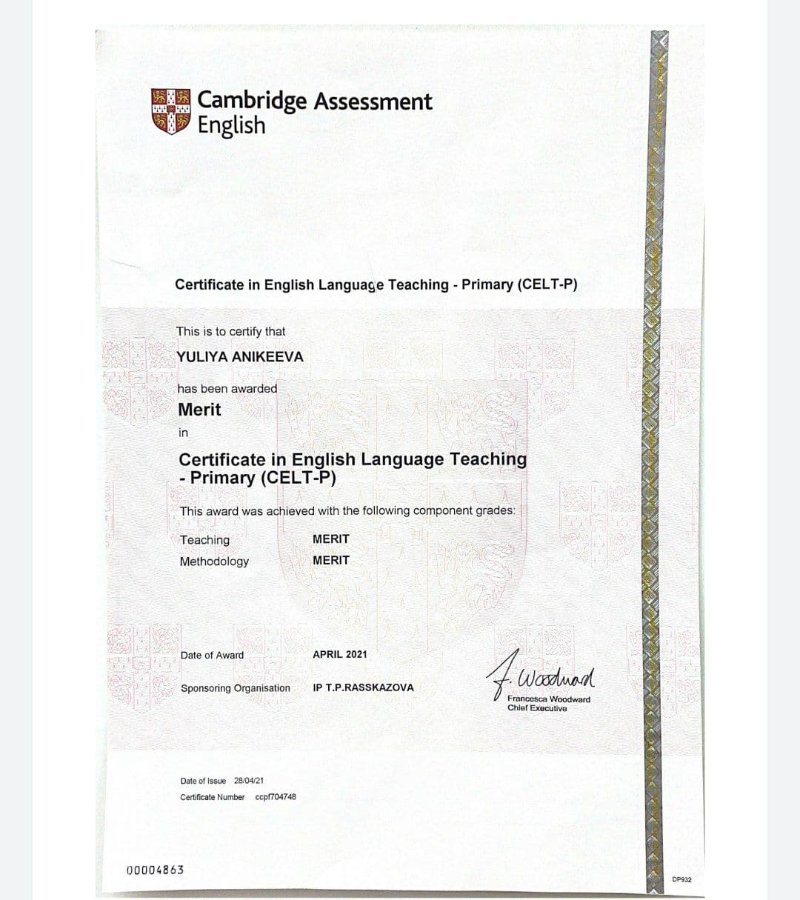 Cambridge Assessment
English
Certificate in English Language Teaching - Primary (CELT-P)
This is to certify that
YULIYA ANIKEEVA
has been awarded
Merit
in
Certificate in English Language Teaching
- Primary (CELT-P)
This award was achieved with the following component grades:
Teaching MERIT
Methodology MERIT
Date of Award APRIL 2021
Sponsoring Organisation IP T.P.RASSKAZOVA
F. Woodward
Francesca Woodward
Chief Executive
Date of Issue 28/04/21
Certificate Number ccpf704748
00004863
DP932